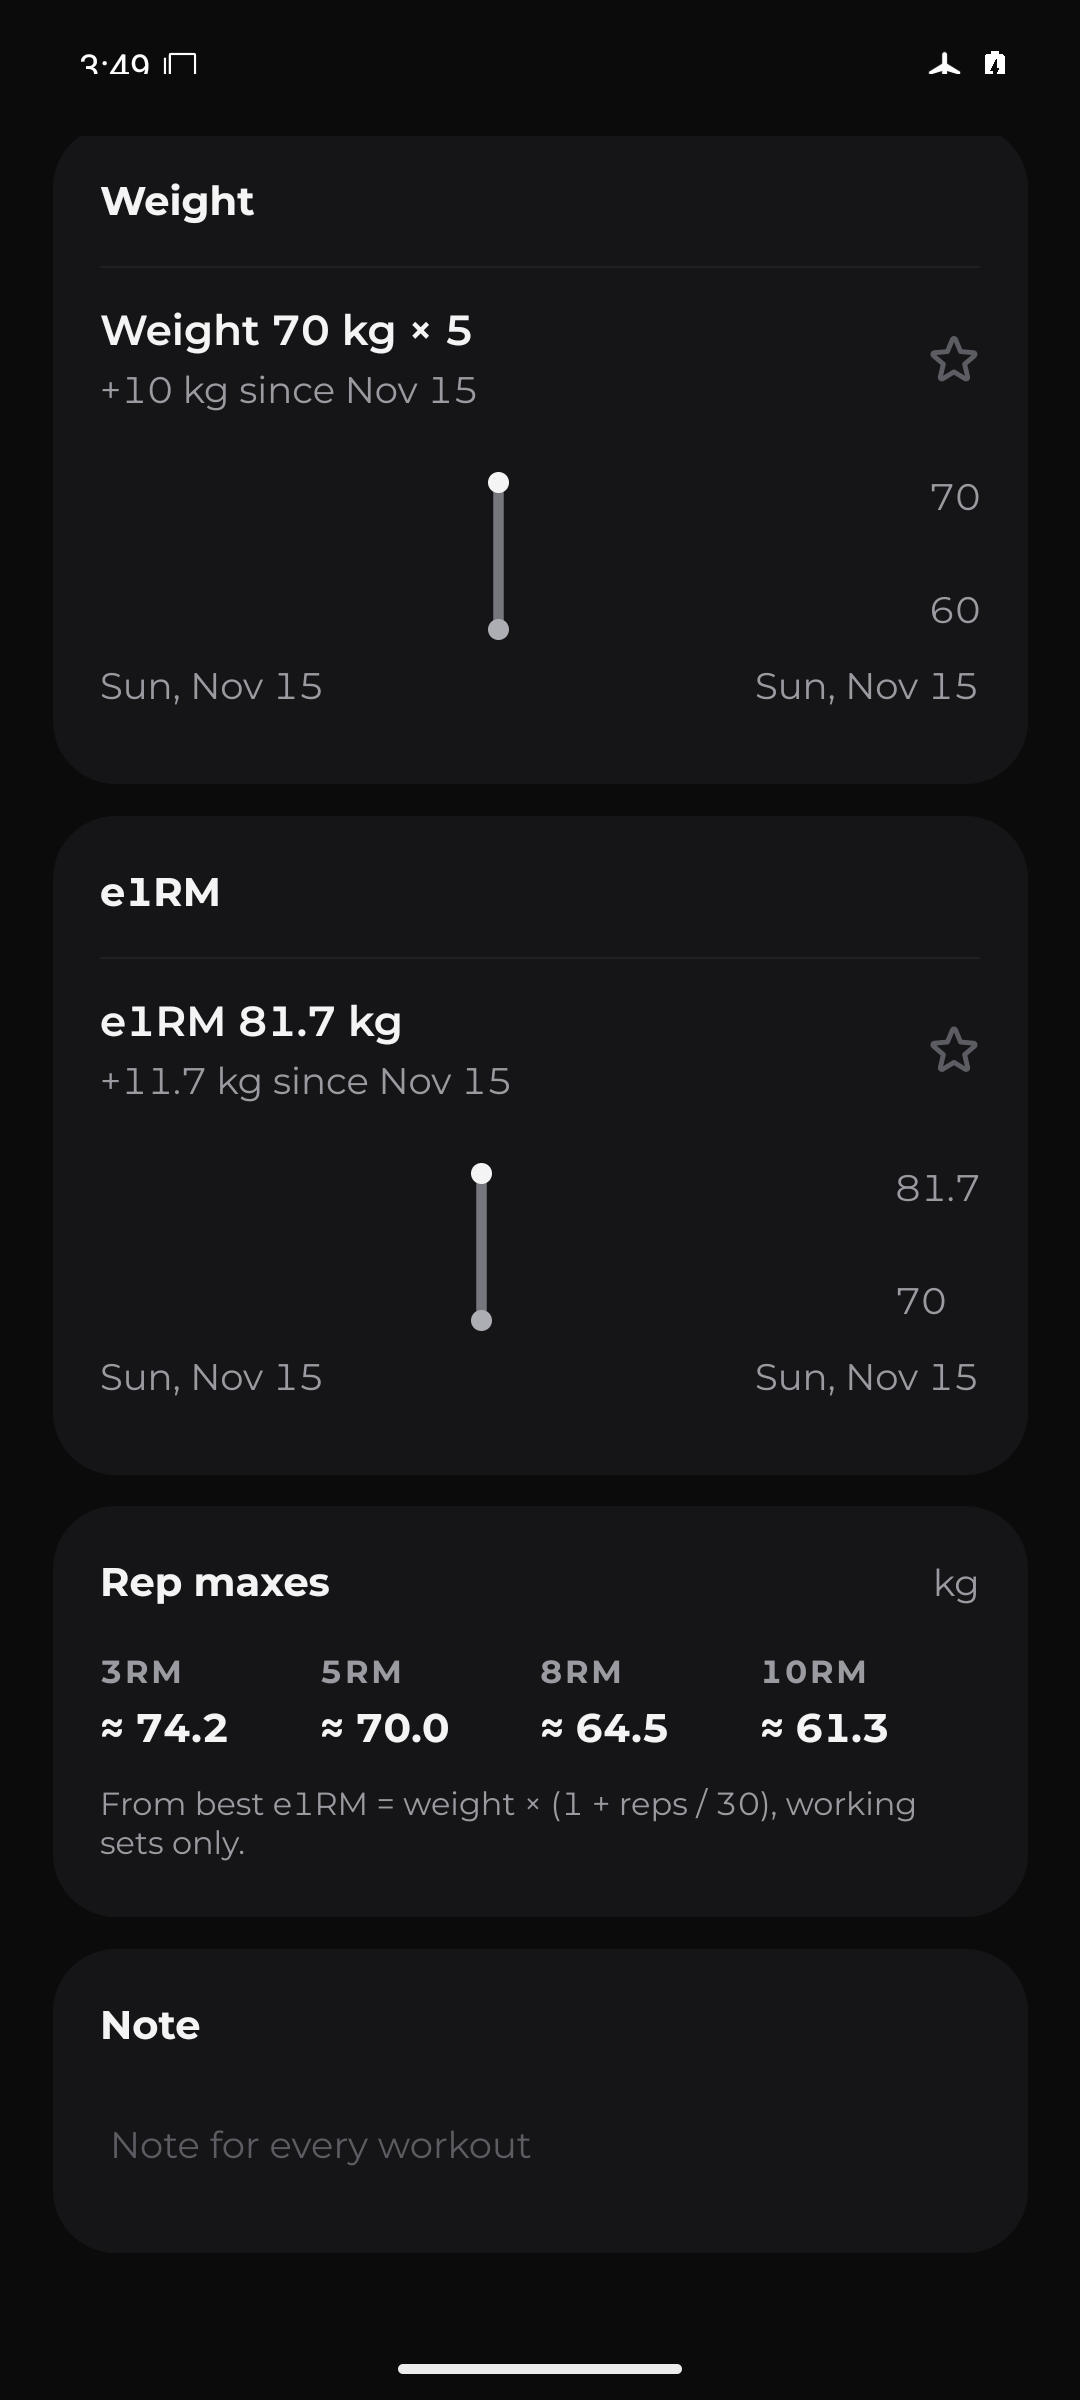 3:49
Weight
Weight 70 kg × 5
+10 kg since Nov 15
70
60
Sun, Nov 15 Sun, Nov 15
e1RM
e1RM 81.7 kg
+11.7 kg since Nov 15
81.7
70
Sun, Nov 15 Sun, Nov 15
Rep maxes kg
3RM 5RM 8RM 10RM
≈ 74.2 ≈ 70.0 ≈ 64.5 ≈ 61.3
From best e1RM = weight × (1 + reps / 30), working
sets only.
Note
Note for every workout